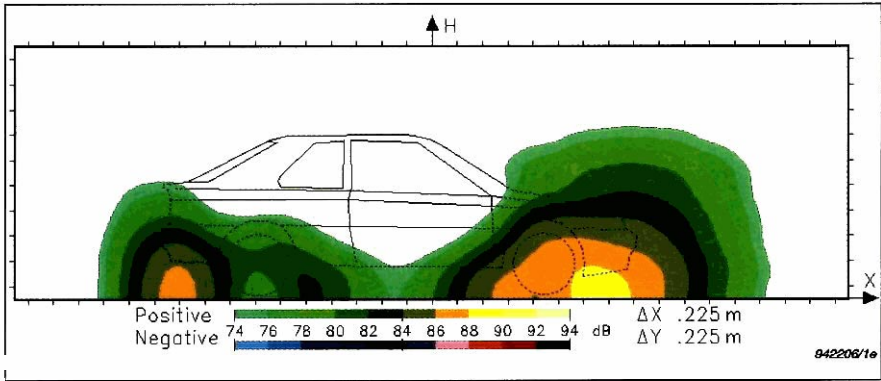 H
X
Positive
Negative
74 76 78 80 82 84 86 88 90 92 94 dB
ΔX .225 m
ΔY .225 m
942206/1e